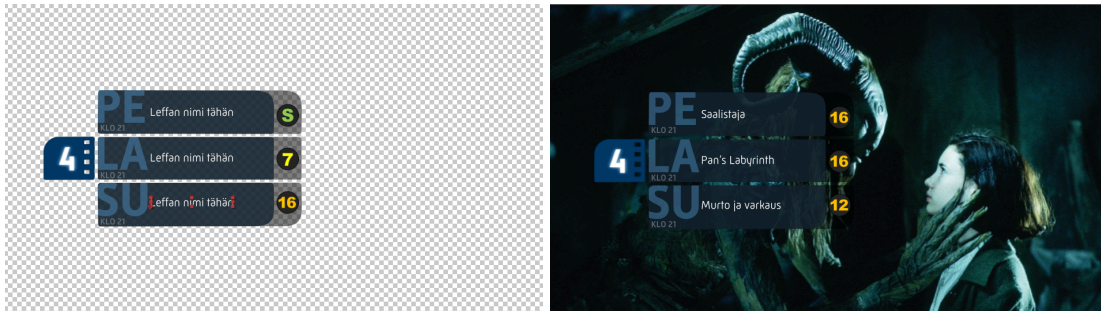 PE
Leffan nimi tähän
S
KLO 21
4
LA
Leffan nimi tähän
7
KLO 21
SU
Leffan nimi tähän
16
KLO 21
PE
Saalistaja
16
KLO 21
4
LA
Pan's Labyrinth
16
KLO 21
SU
Murto ja varkaus
12
KLO 21